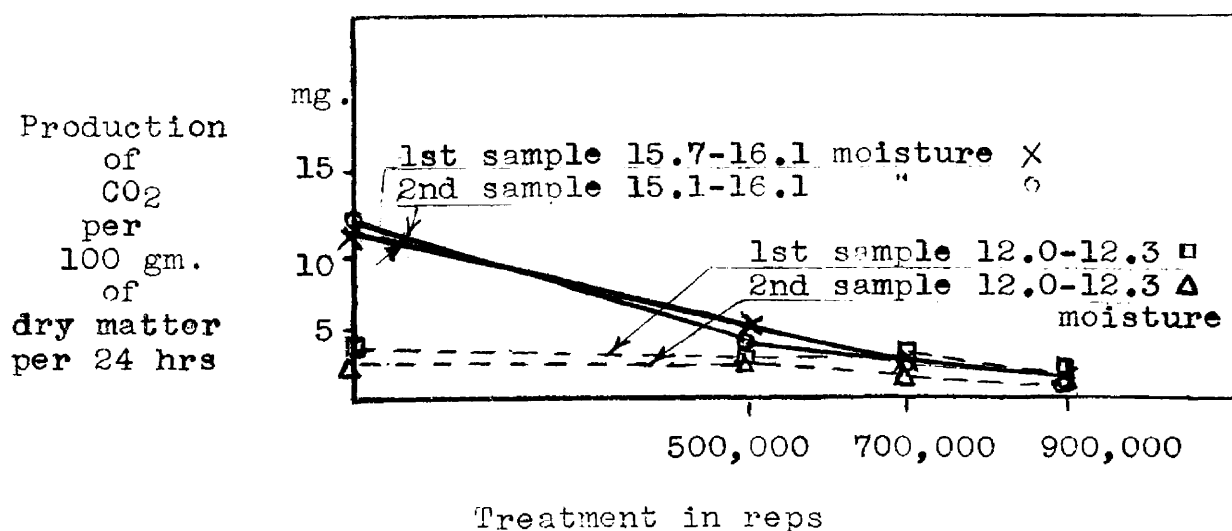 mg.
Production
of
CO2
per
100 gm.
of
dry matter
per 24 hrs
15
10
5
1st sample 15.7-16.1 moisture X
2nd sample 15.1-16.1 " o
1st sample 12.0-12.3 □
2nd sample 12.0-12.3 Δ
moisture
500,000 700,000 900,000
Treatment in reps